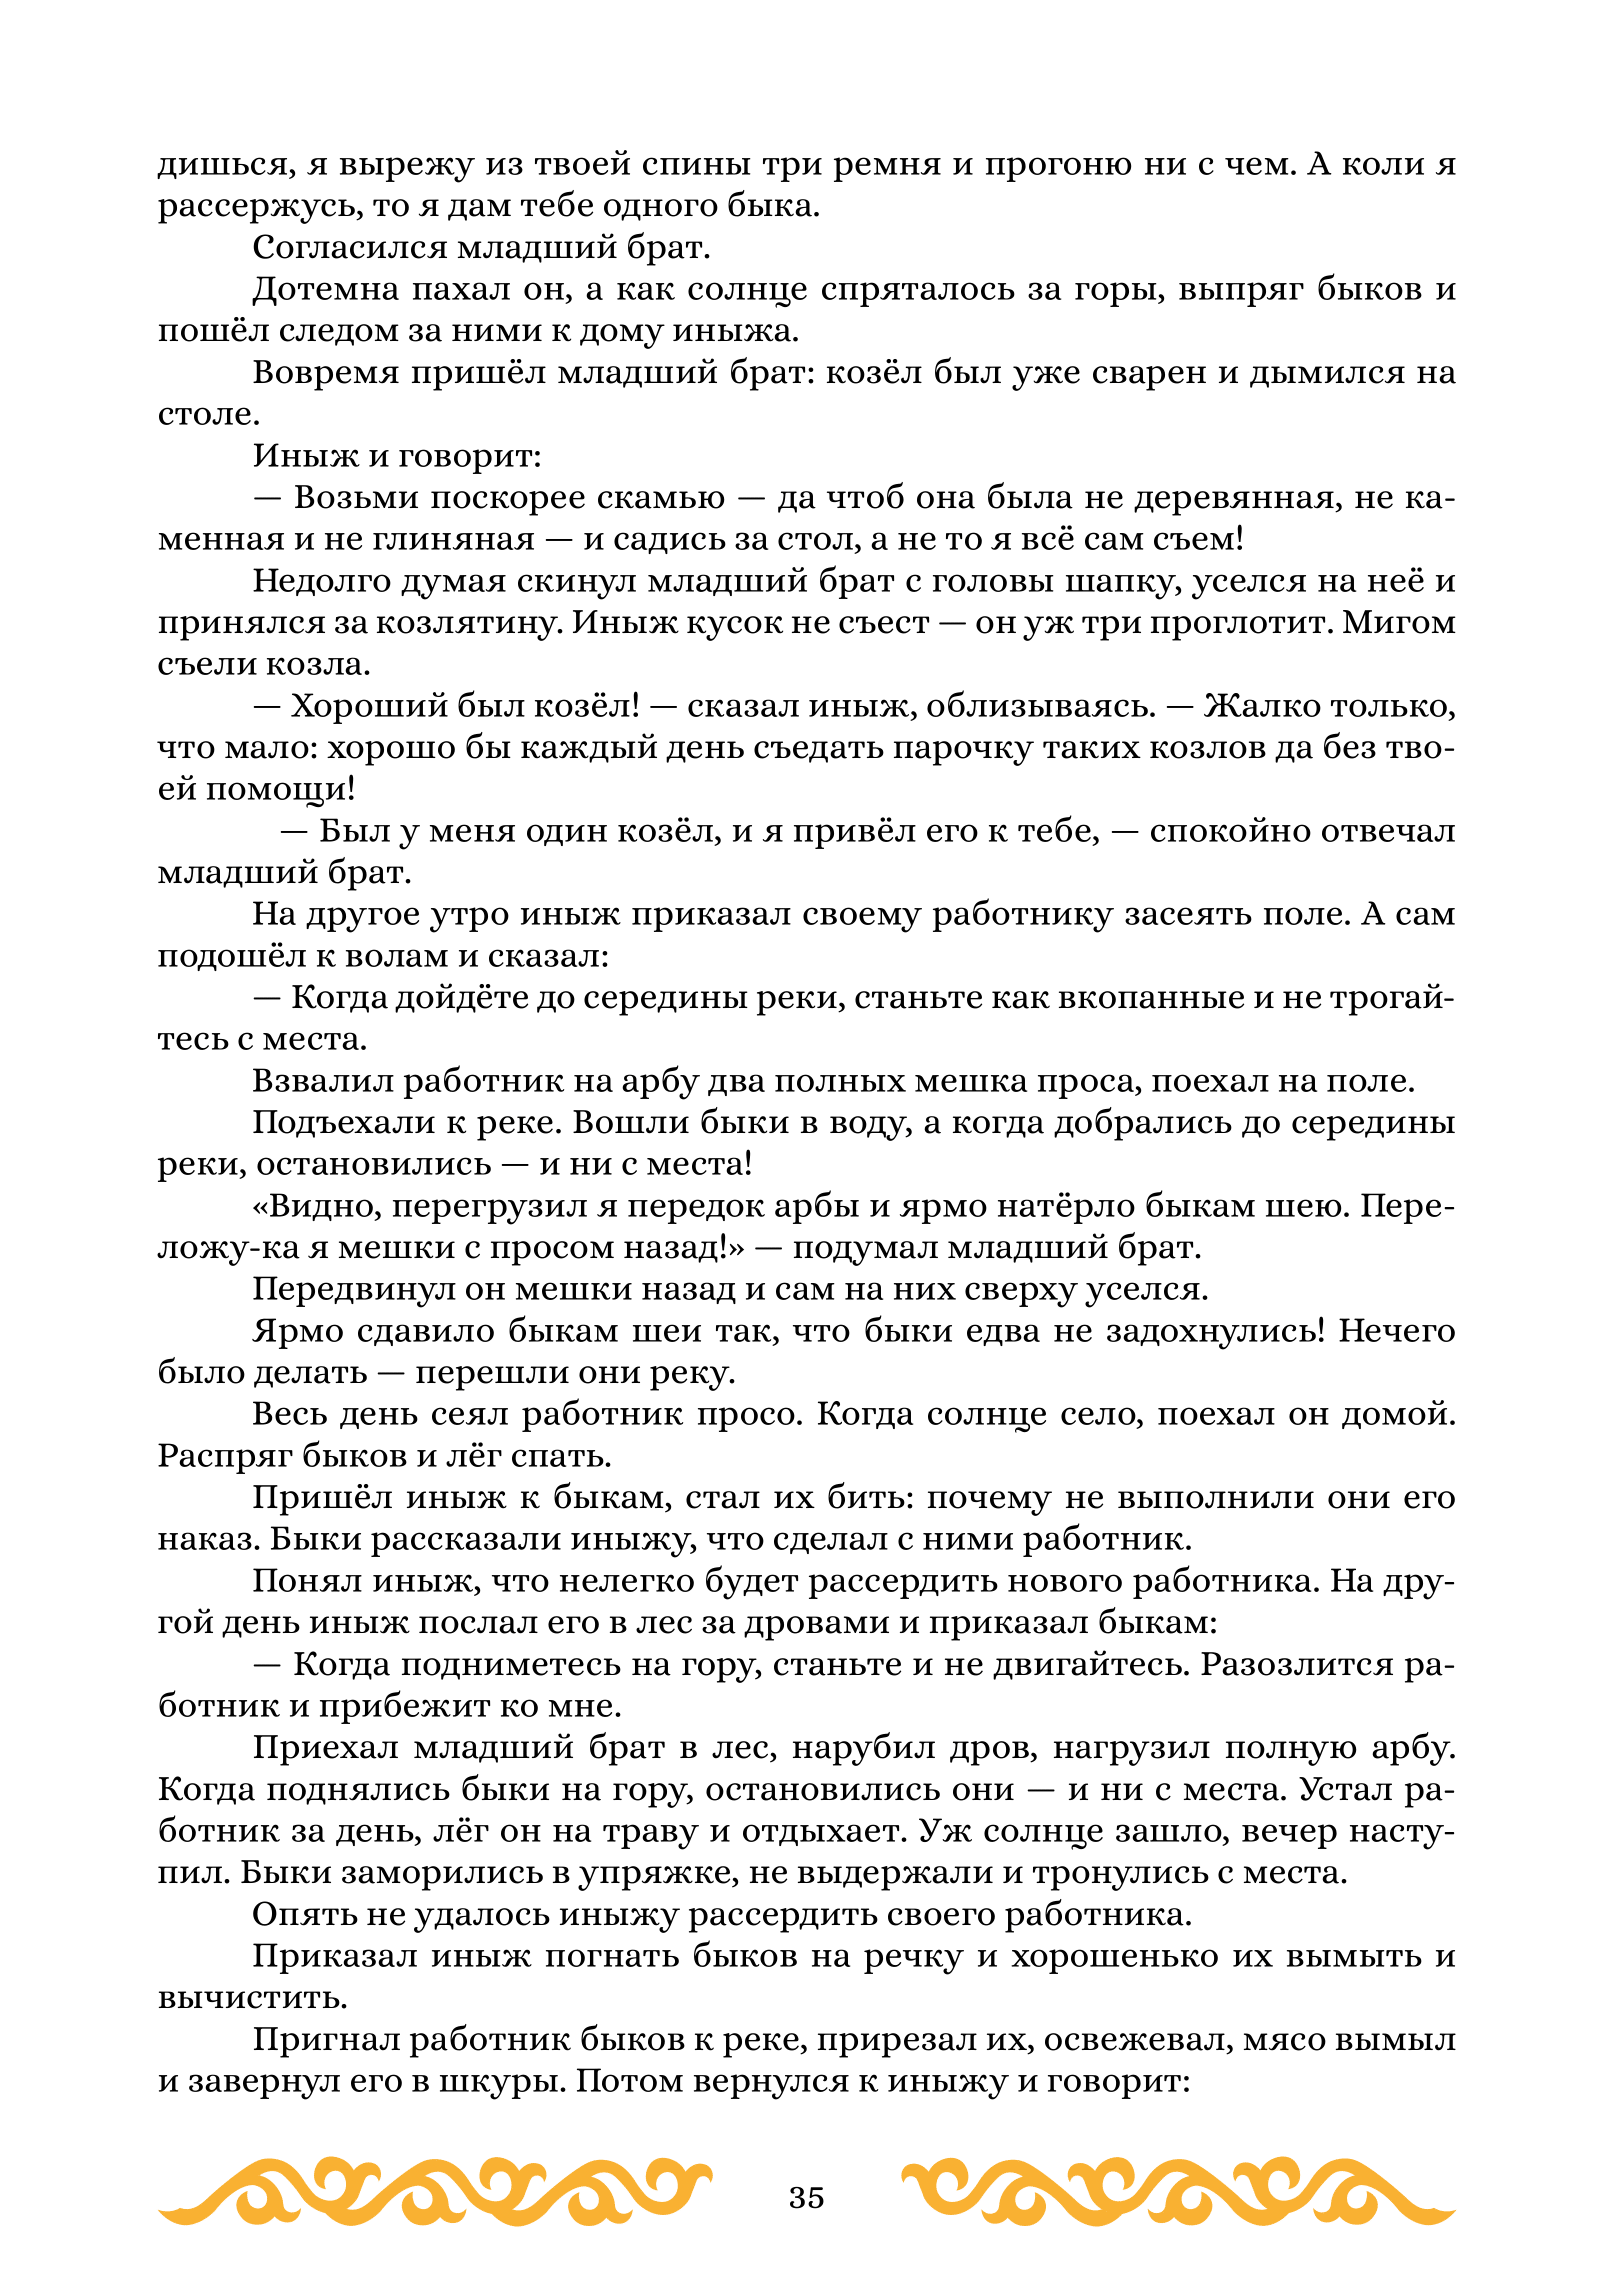 дишься, я вырежу из твоей спины три ремня и прогоню ни с чем. А коли я
рассержусь, то я дам тебе одного быка.
Согласился младший брат.
Дотемна пахал он, а как солнце спряталось за горы, выпряг быков и
пошёл следом за ними к дому иныжа.
Вовремя пришёл младший брат: козёл был уже сварен и дымился на
столе.
Иныж и говорит:
— Возьми поскорее скамью — да чтоб она была не деревянная, не ка-
менная и не глиняная — и садись за стол, а не то я всё сам съем!
Недолго думая скинул младший брат с головы шапку, уселся на неё и
принялся за козлятину. Иныж кусок не съест — он уж три проглотит. Мигом
съели козла.
— Хороший был козёл! — сказал иныж, облизываясь. — Жалко только,
что мало: хорошо бы каждый день съедать парочку таких козлов да без тво-
ей помощи!
— Был у меня один козёл, и я привёл его к тебе, — спокойно отвечал
младший брат.
На другое утро иныж приказал своему работнику засеять поле. А сам
подошёл к волам и сказал:
— Когда дойдёте до середины реки, станьте как вкопанные и не трогай-
тесь с места.
Взвалил работник на арбу два полных мешка проса, поехал на поле.
Подъехали к реке. Вошли быки в воду, а когда добрались до середины
реки, остановились — и ни с места!
«Видно, перегрузил я передок арбы и ярмо натёрло быкам шею. Пере-
ложу-ка я мешки с просом назад!» — подумал младший брат.
Передвинул он мешки назад и сам на них сверху уселся.
Ярмо сдавило быкам шеи так, что быки едва не задохнулись! Нечего
было делать — перешли они реку.
Весь день сеял работник просо. Когда солнце село, поехал он домой.
Распряг быков и лёг спать.
Пришёл иныж к быкам, стал их бить: почему не выполнили они его
наказ. Быки рассказали иныжу, что сделал с ними работник.
Понял иныж, что нелегко будет рассердить нового работника. На дру-
гой день иныж послал его в лес за дровами и приказал быкам:
— Когда подниметесь на гору, станьте и не двигайтесь. Разозлится ра-
ботник и прибежит ко мне.
Приехал младший брат в лес, нарубил дров, нагрузил полную арбу.
Когда поднялись быки на гору, остановились они — и ни с места. Устал ра-
ботник за день, лёг он на траву и отдыхает. Уж солнце зашло, вечер насту-
пил. Быки заморились в упряжке, не выдержали и тронулись с места.
Опять не удалось иныжу рассердить своего работника.
Приказал иныж погнать быков на речку и хорошенько их вымыть и
вычистить.
Пригнал работник быков к реке, прирезал их, освежевал, мясо вымыл
и завернул его в шкуры. Потом вернулся к иныжу и говорит:
35